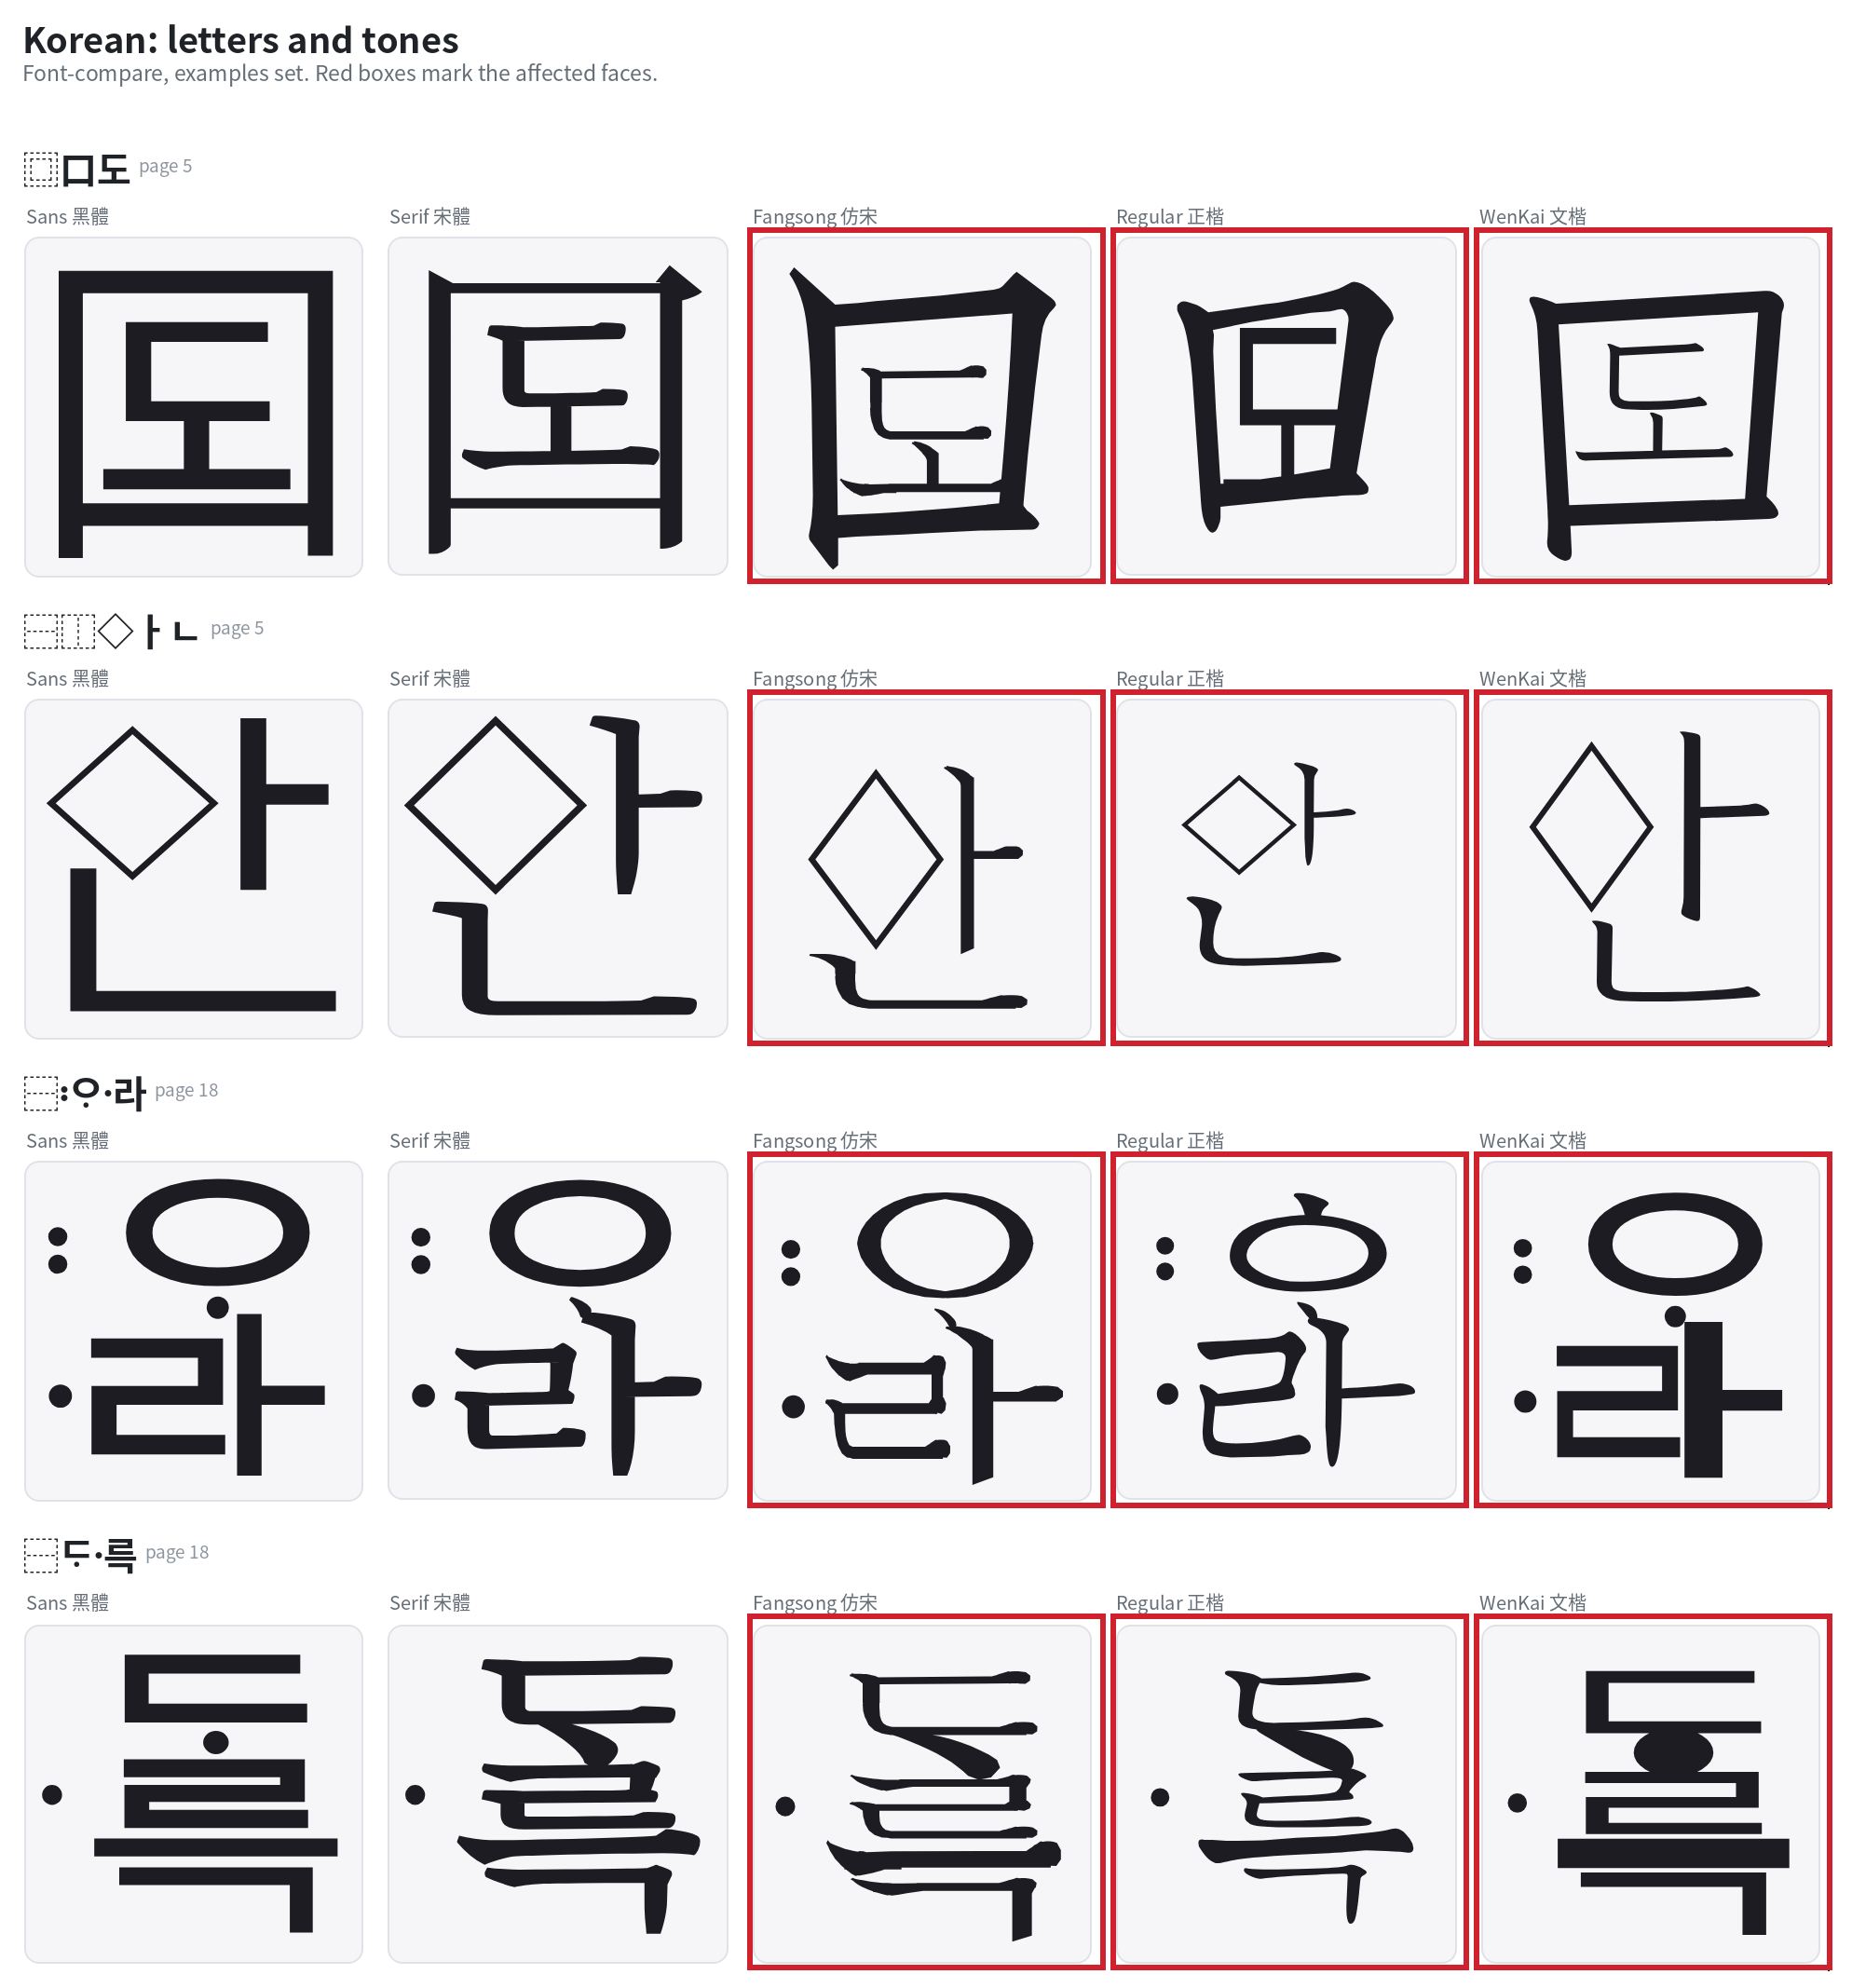 Korean: letters and tones
Font-compare, examples set. Red boxes mark the affected faces.
⿴口도 page 5
Sans 黑體 Serif 宋體 Fangsong 仿宋 Regular 正楷 WenKai 文楷
⿱⿰◇ㅏㄴ page 5
Sans 黑體 Serif 宋體 Fangsong 仿宋 Regular 正楷 WenKai 文楷
⿱〯ᄋᆞ〮라 page 18
Sans 黑體 Serif 宋體 Fangsong 仿宋 Regular 正楷 WenKai 文楷
⿱ᄃᆞ〮륵 page 18
Sans 黑體 Serif 宋體 Fangsong 仿宋 Regular 正楷 WenKai 文楷